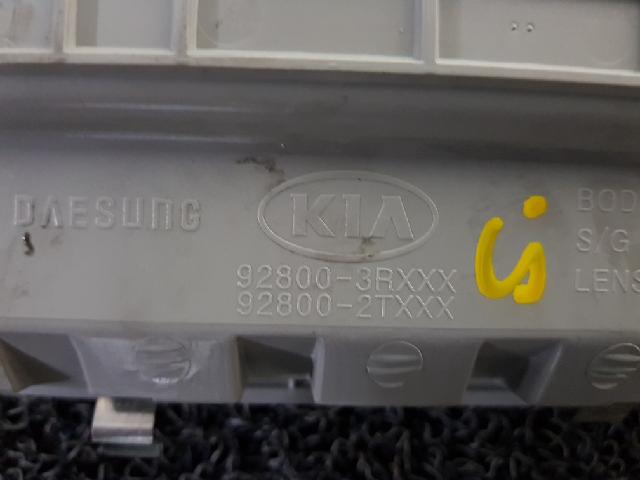 DAESUNG
KIA
92800-3RXXX
92800-2TXXX
BOD
S/G
LENS